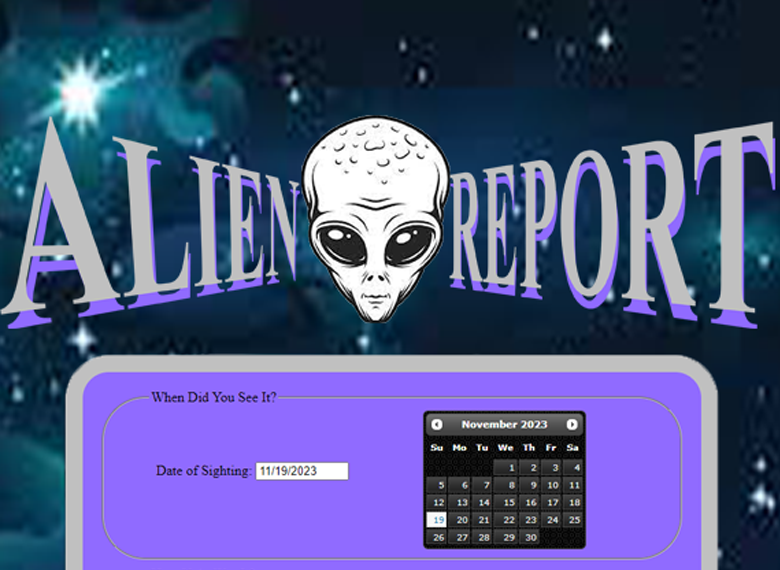 ALIEN REPORT
When Did You See It?
Date of Sighting: 11/19/2023
November 2023
Su Mo Tu We Th Fr Sa
1 2 3 4
5 6 7 8 9 10 11
12 13 14 15 16 17 18
19 20 21 22 23 24 25
26 27 28 29 30